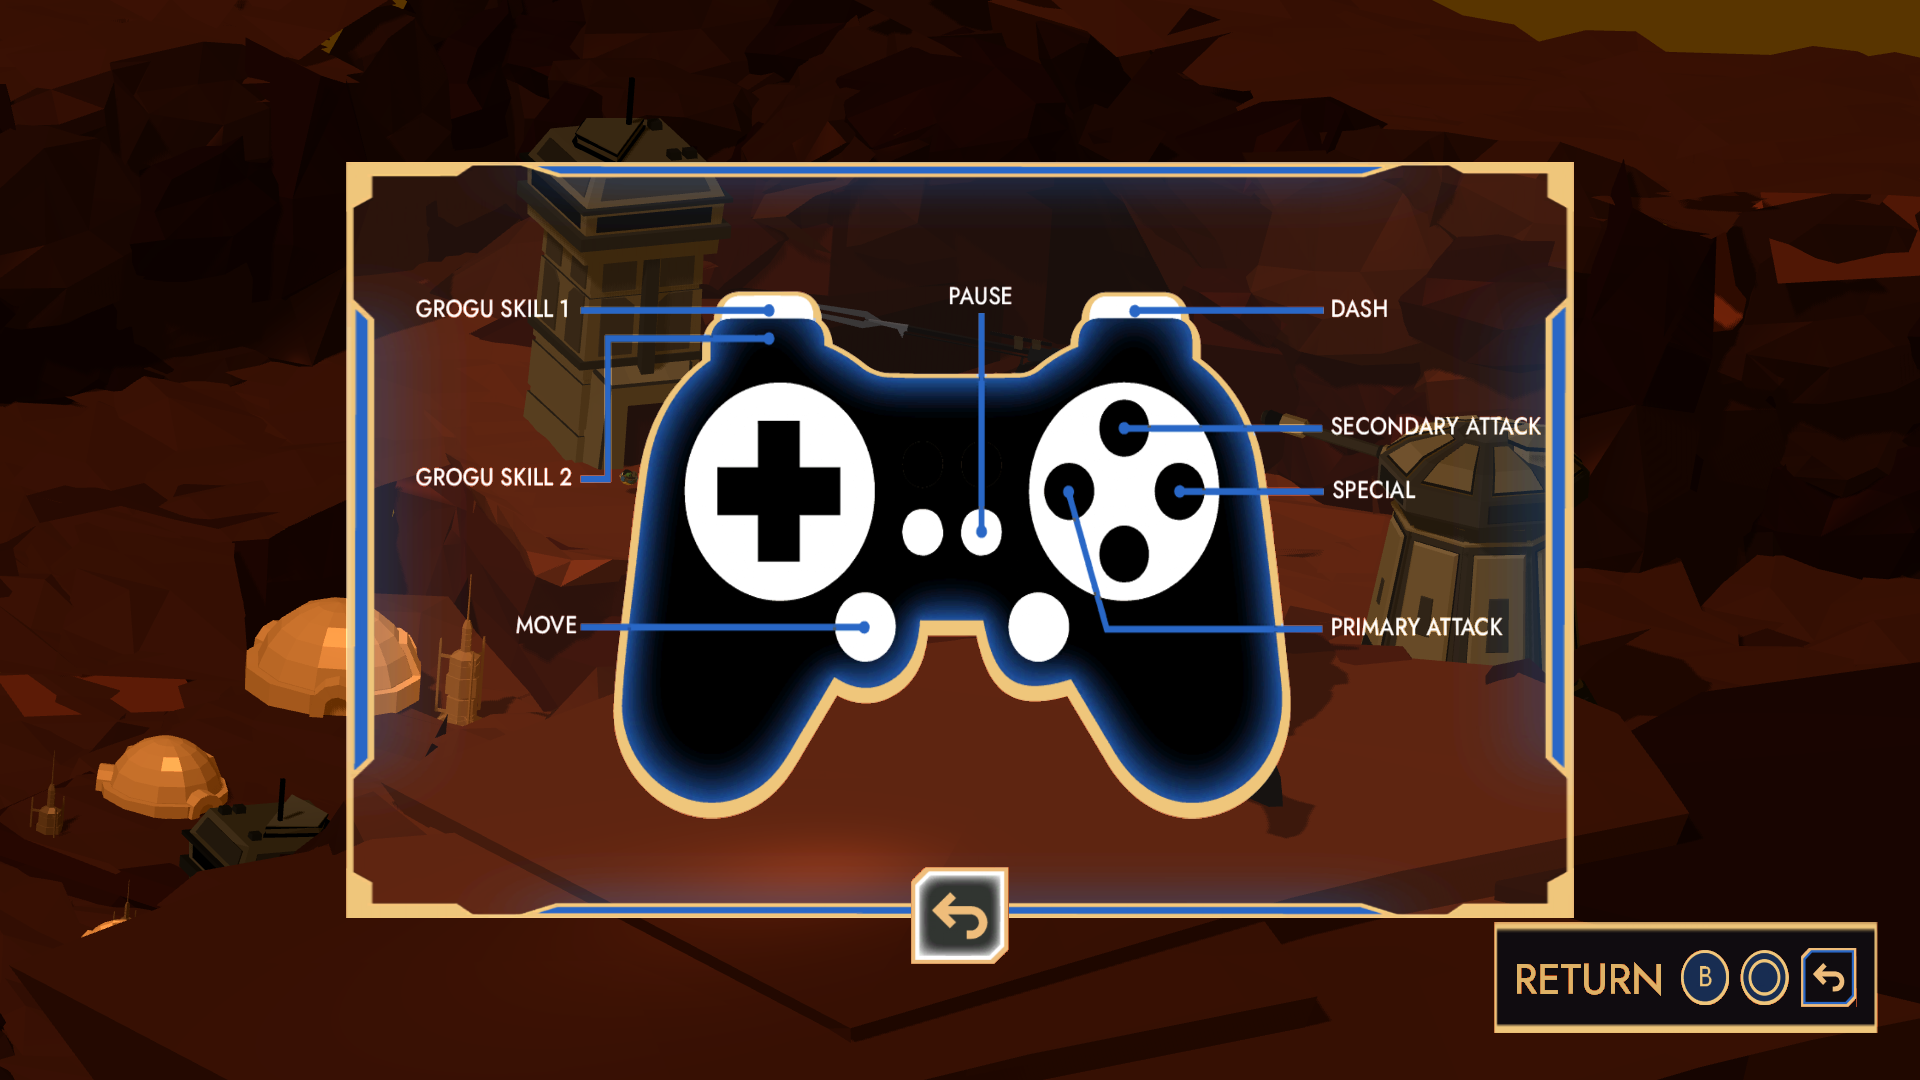 PAUSE
GROGU SKILL 1
DASH
SECONDARY ATTACK
GROGU SKILL 2
SPECIAL
MOVE
PRIMARY ATTACK
RETURN B